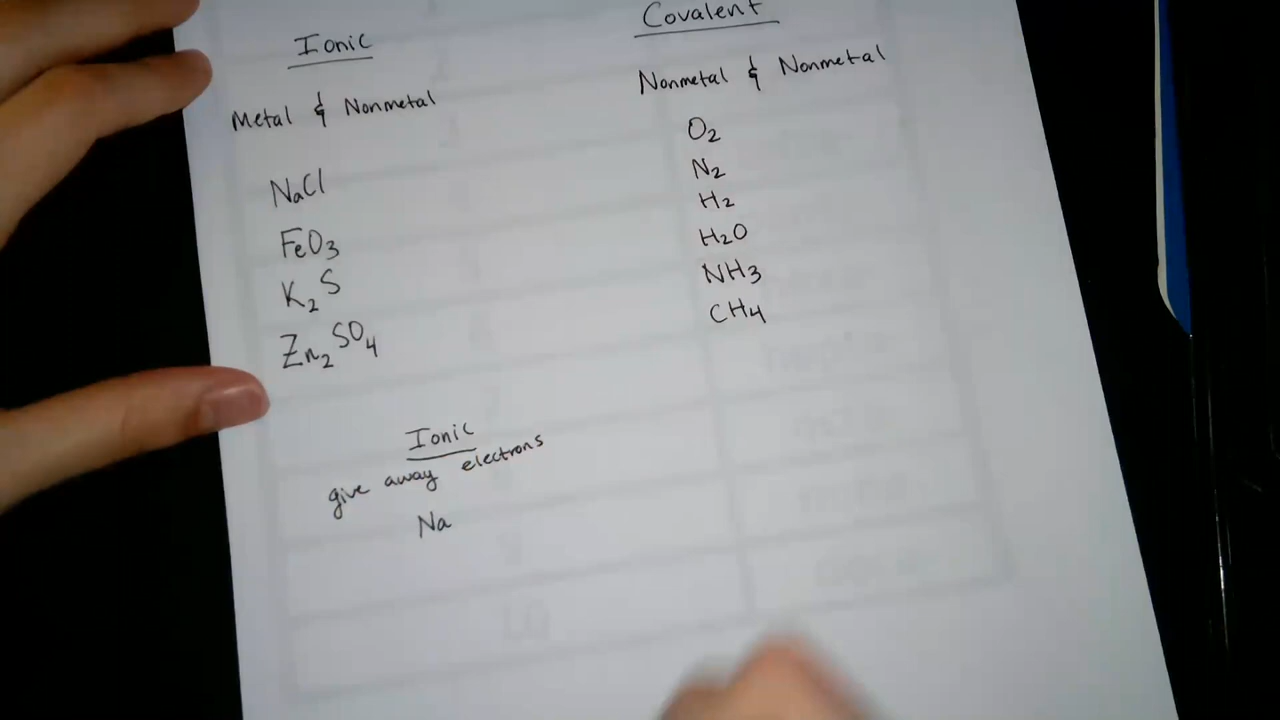 Ionic
Metal & Nonmetal
NaCl
FeO₃
K₂S
Zn₂SO₄
Covalent
Nonmetal & Nonmetal
O₂
N₂
H₂
H₂O
NH₃
CH₄
Ionic
give away electrons
Na